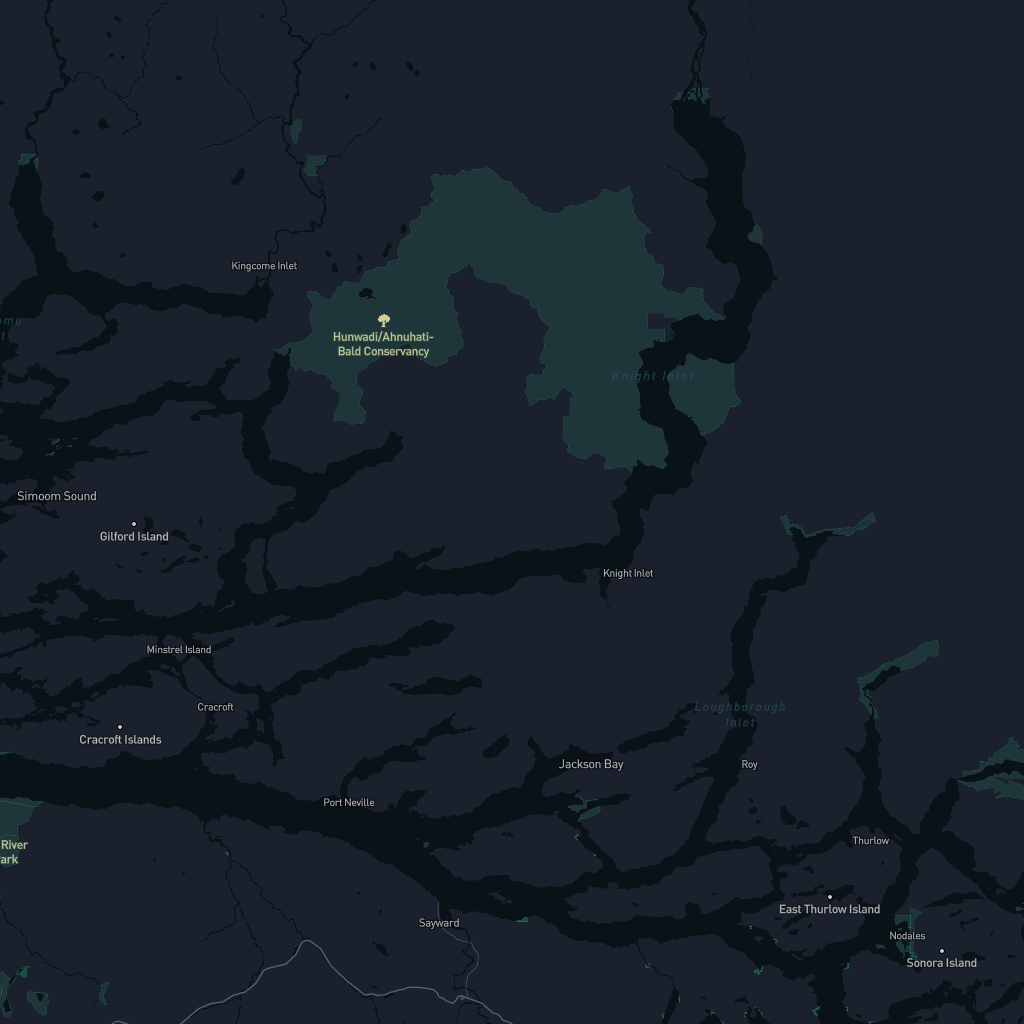 Kingcome Inlet
ome
t
Hunwadi/Ahnuhati-
Bald Conservancy
Knight Inlet
Simoom Sound
Gilford Island
Knight Inlet
Minstrel Island
Cracroft
Loughborough
Inlet
Cracroft Islands
Jackson Bay
Roy
Port Neville
River
ark
Thurlow
East Thurlow Island
Sayward
Nodales
Sonora Island